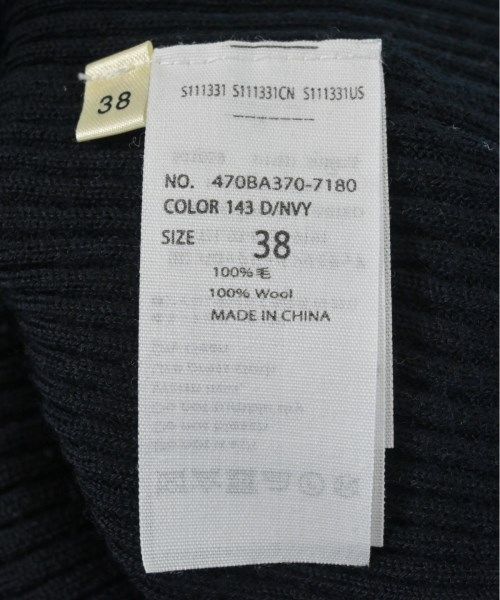 38
S111331 S111331CN S111331US
NO. 470BA370-7180
COLOR 143 D/NVY
SIZE 38
100%毛
100% Wool
MADE IN CHINA